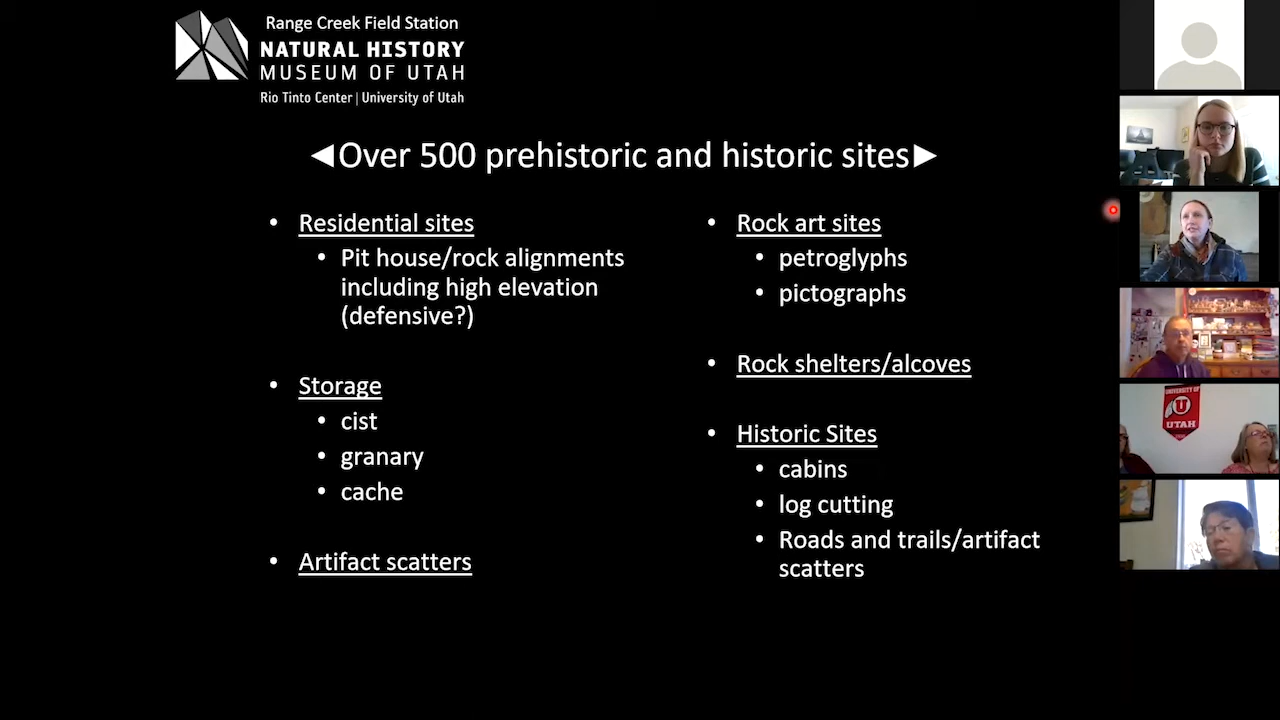 Range Creek Field Station
NATURAL HISTORY
MUSEUM OF UTAH
Rio Tinto Center | University of Utah
◀Over 500 prehistoric and historic sites▶
• Residential sites
• Pit house/rock alignments
including high elevation
(defensive?)
• Storage
• cist
• granary
• cache
• Artifact scatters
• Rock art sites
• petroglyphs
• pictographs
• Rock shelters/alcoves
• Historic Sites
• cabins
• log cutting
• Roads and trails/artifact
scatters
UNIVERSITY OF
U
UTAH